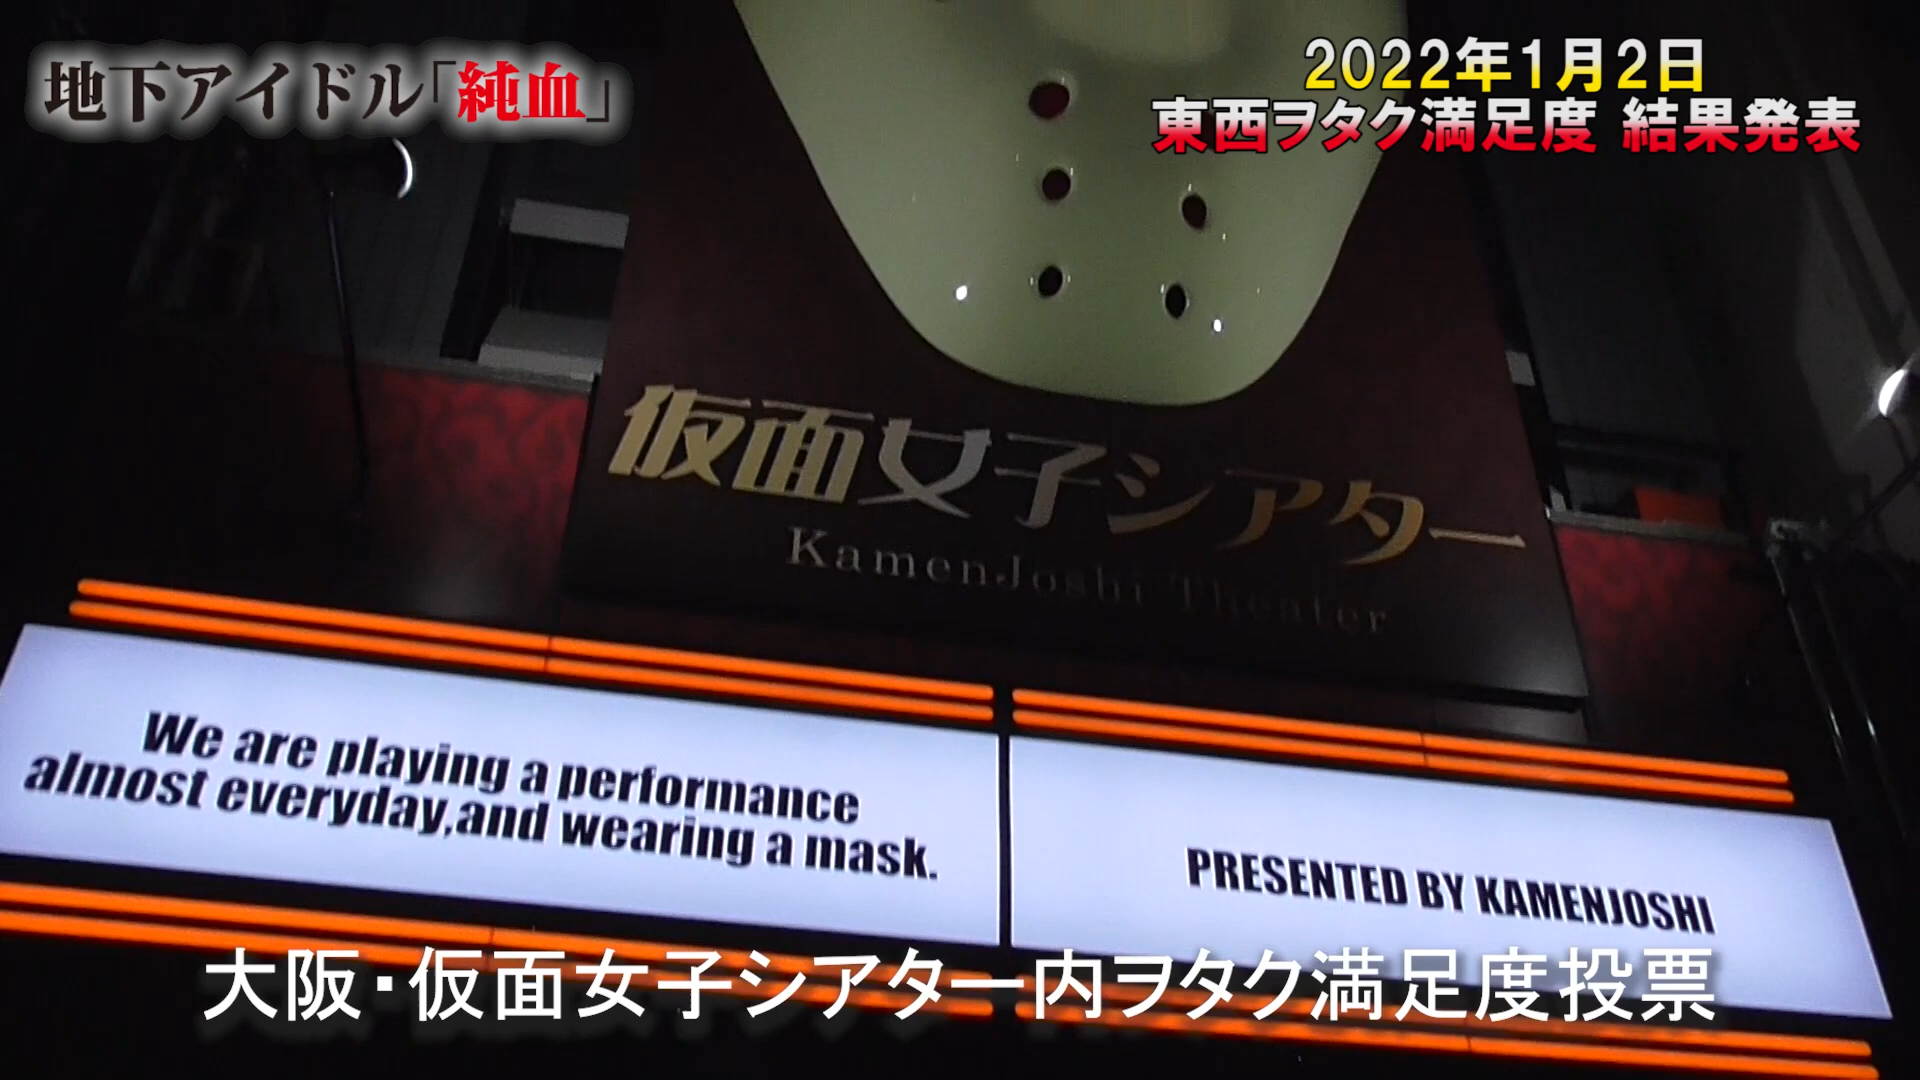 地下アイドル「純血」
2022年1月2日
東西ヲタク満足度 結果発表
仮面女子シアター
KamenJoshi Theater
We are playing a performance
almost everyday,and wearing a mask.
PRESENTED BY KAMENJOSHI
大阪・仮面女子シアター内ヲタク満足度投票